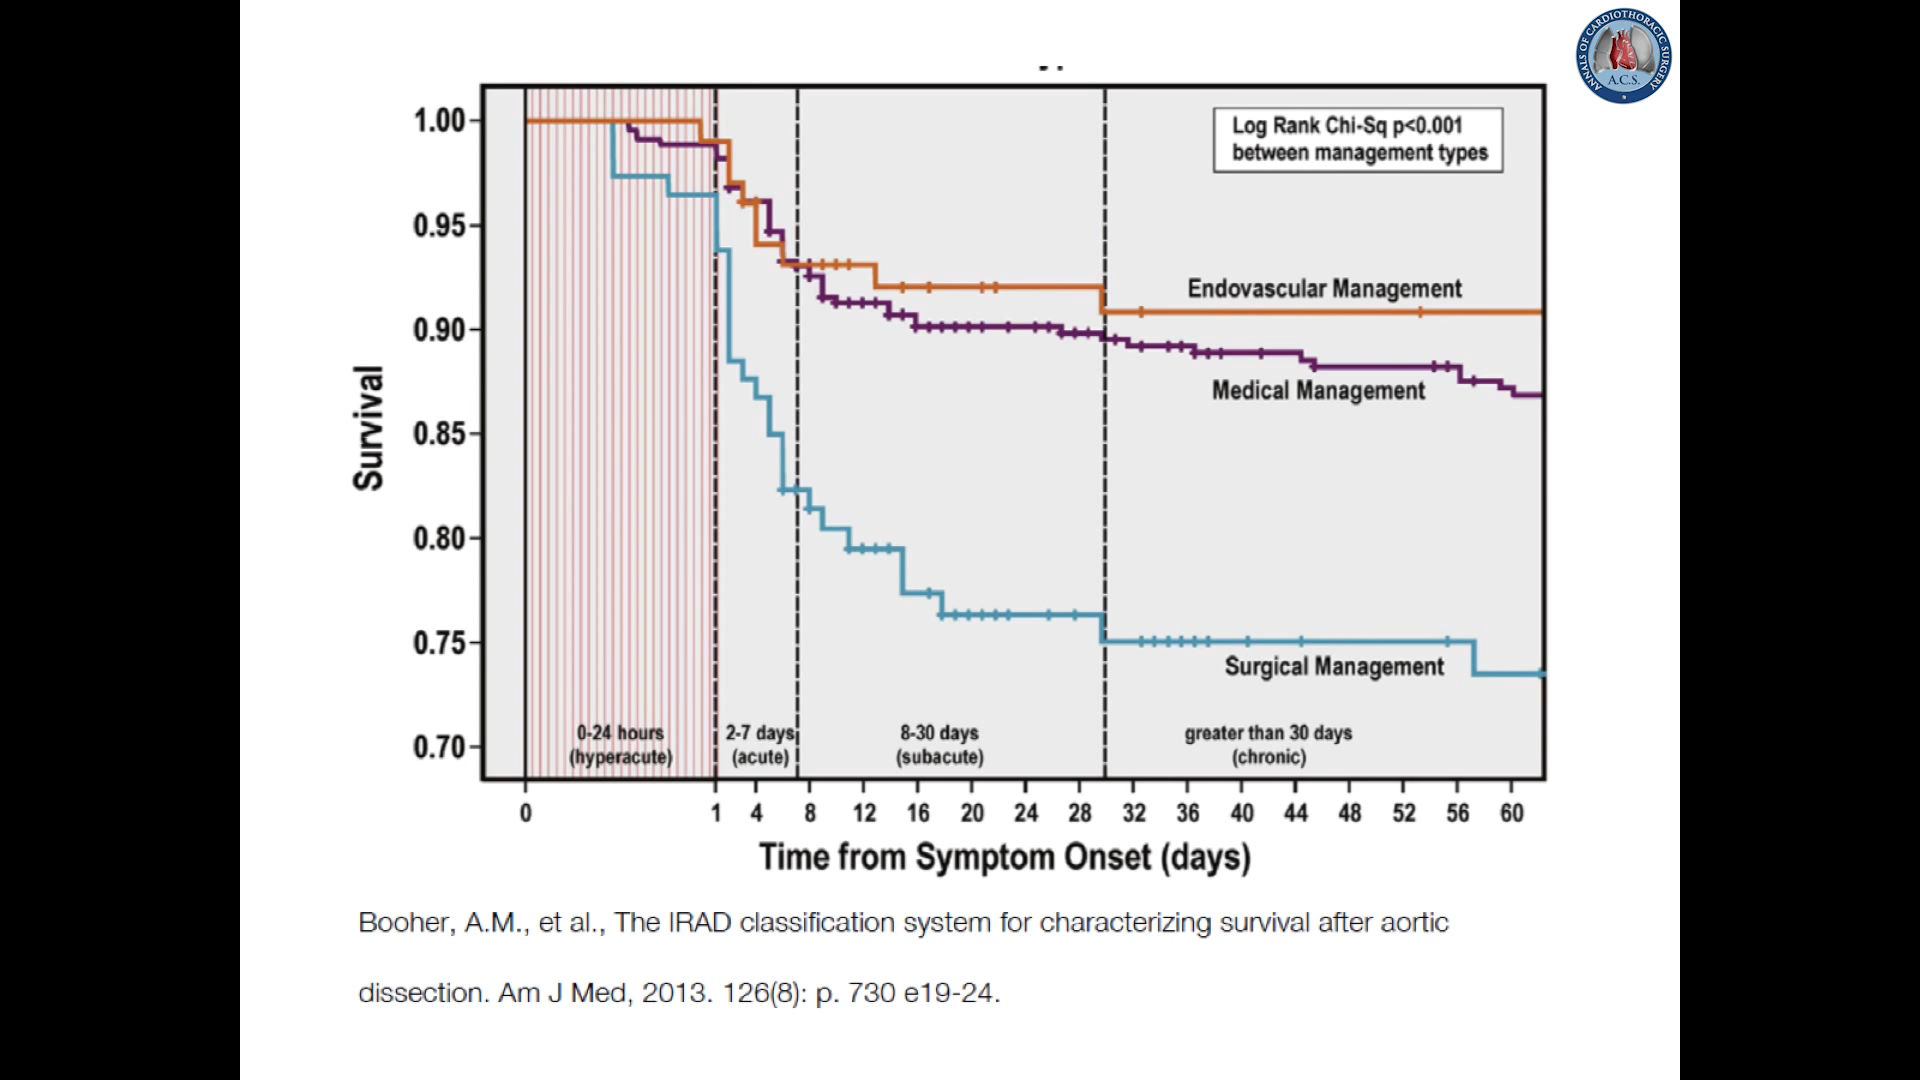 ANNALS OF CARDIOTHORACIC SURGERY
A.C.S.
Log Rank Chi-Sq p<0.001
between management types
1.00
0.95
0.90
0.85
0.80
0.75
0.70
Survival
Endovascular Management
Medical Management
Surgical Management
0-24 hours
(hyperacute)
2-7 days
(acute)
8-30 days
(subacute)
greater than 30 days
(chronic)
0 1 4 8 12 16 20 24 28 32 36 40 44 48 52 56 60
Time from Symptom Onset (days)
Booher, A.M., et al., The IRAD classification system for characterizing survival after aortic
dissection. Am J Med, 2013. 126(8): p. 730 e19-24.